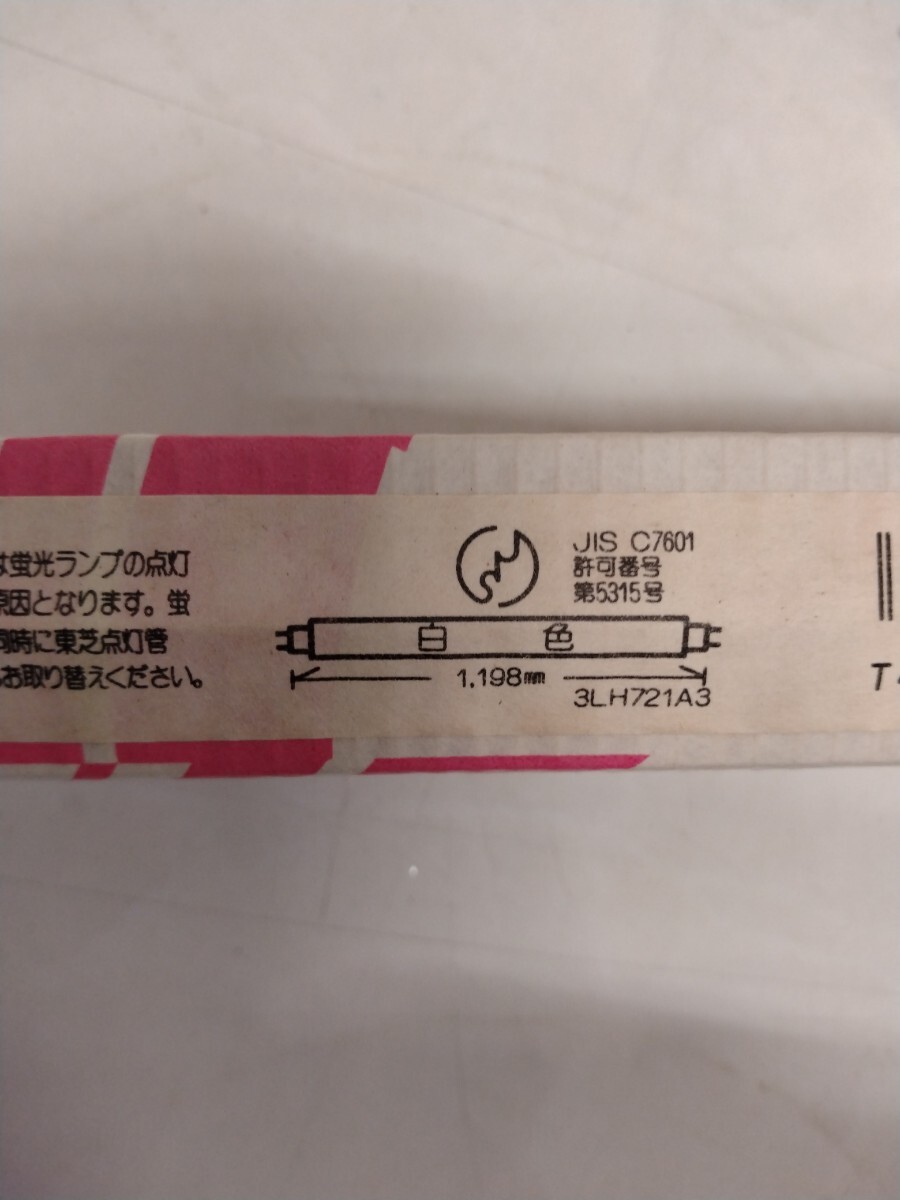 は蛍光ランプの点灯
原因となります。蛍
同時に東芝点灯管
お取り替えください。
JIS C7601
許可番号
第5315号
白 色
1,198mm
3LH721A3
T